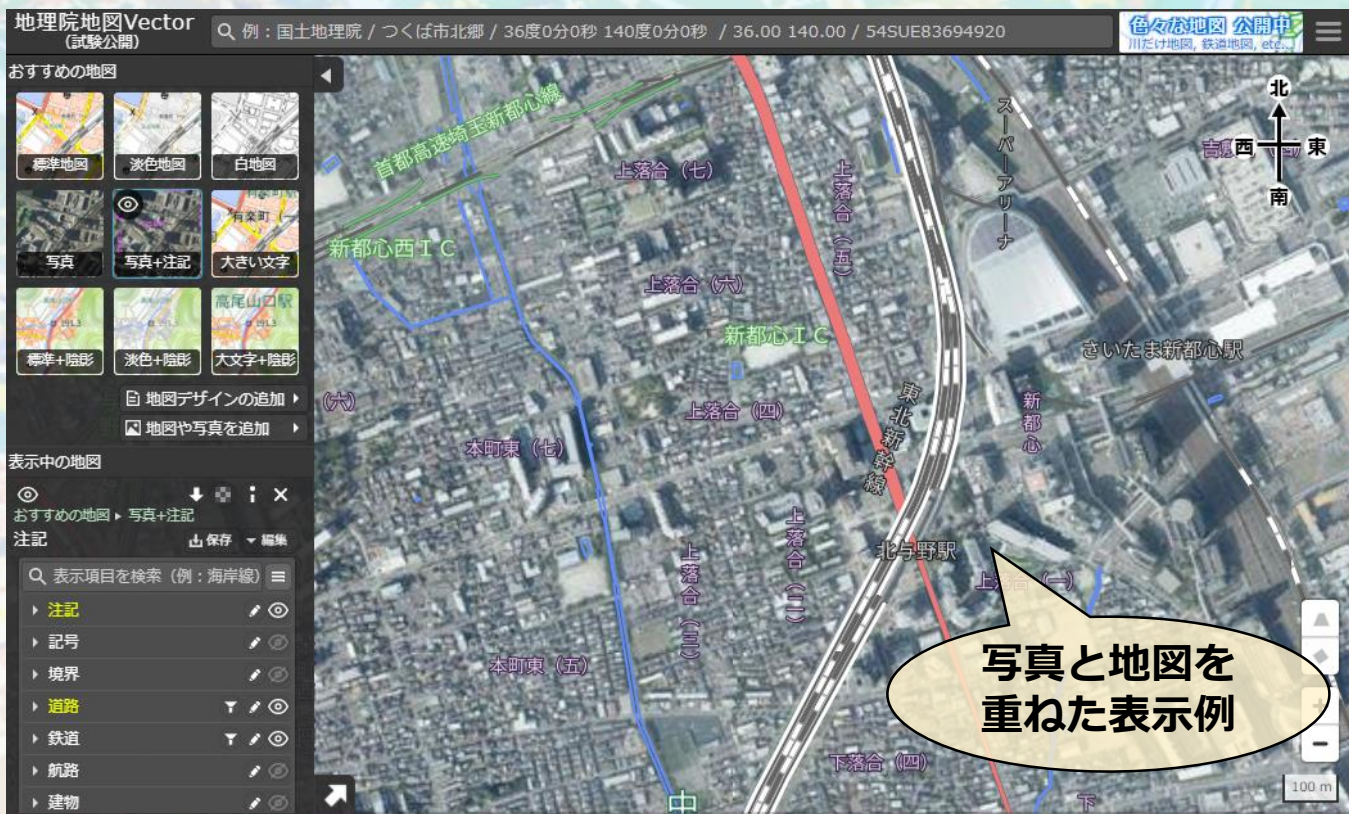 地理院地図Vector
(試験公開)
例：国土地理院 / つくば市北郷 / 36度0分0秒 140度0分0秒 / 36.00 140.00 / 54SUE83694920
色々な地図 公開中
川だけ地図, 鉄道地図, etc...
おすすめの地図
標準地図
淡色地図
白地図
写真
写真+注記
有楽町
大きい文字
高尾山口駅
標準+陰影
淡色+陰影
大文字+陰影
地図デザインの追加
地図や写真を追加
表示中の地図
おすすめの地図 ▸ 写真+注記
注記
保存
編集
表示項目を検索（例：海岸線）
注記
記号
境界
道路
鉄道
航路
建物
首都高速埼玉新都心線
新都心西ＩＣ
上落合（七）
上落合（五）
スーパーアリーナ
北
西
東
南
上落合（六）
新都心ＩＣ
さいたま新都心駅
(六)
上落合（四）
東北新幹線
新都心
本町東（七）
上落合（二）
北与野駅
上落合（三）
上落合（一）
本町東（五）
下落合（四）
中
下
写真と地図を
重ねた表示例
100 m